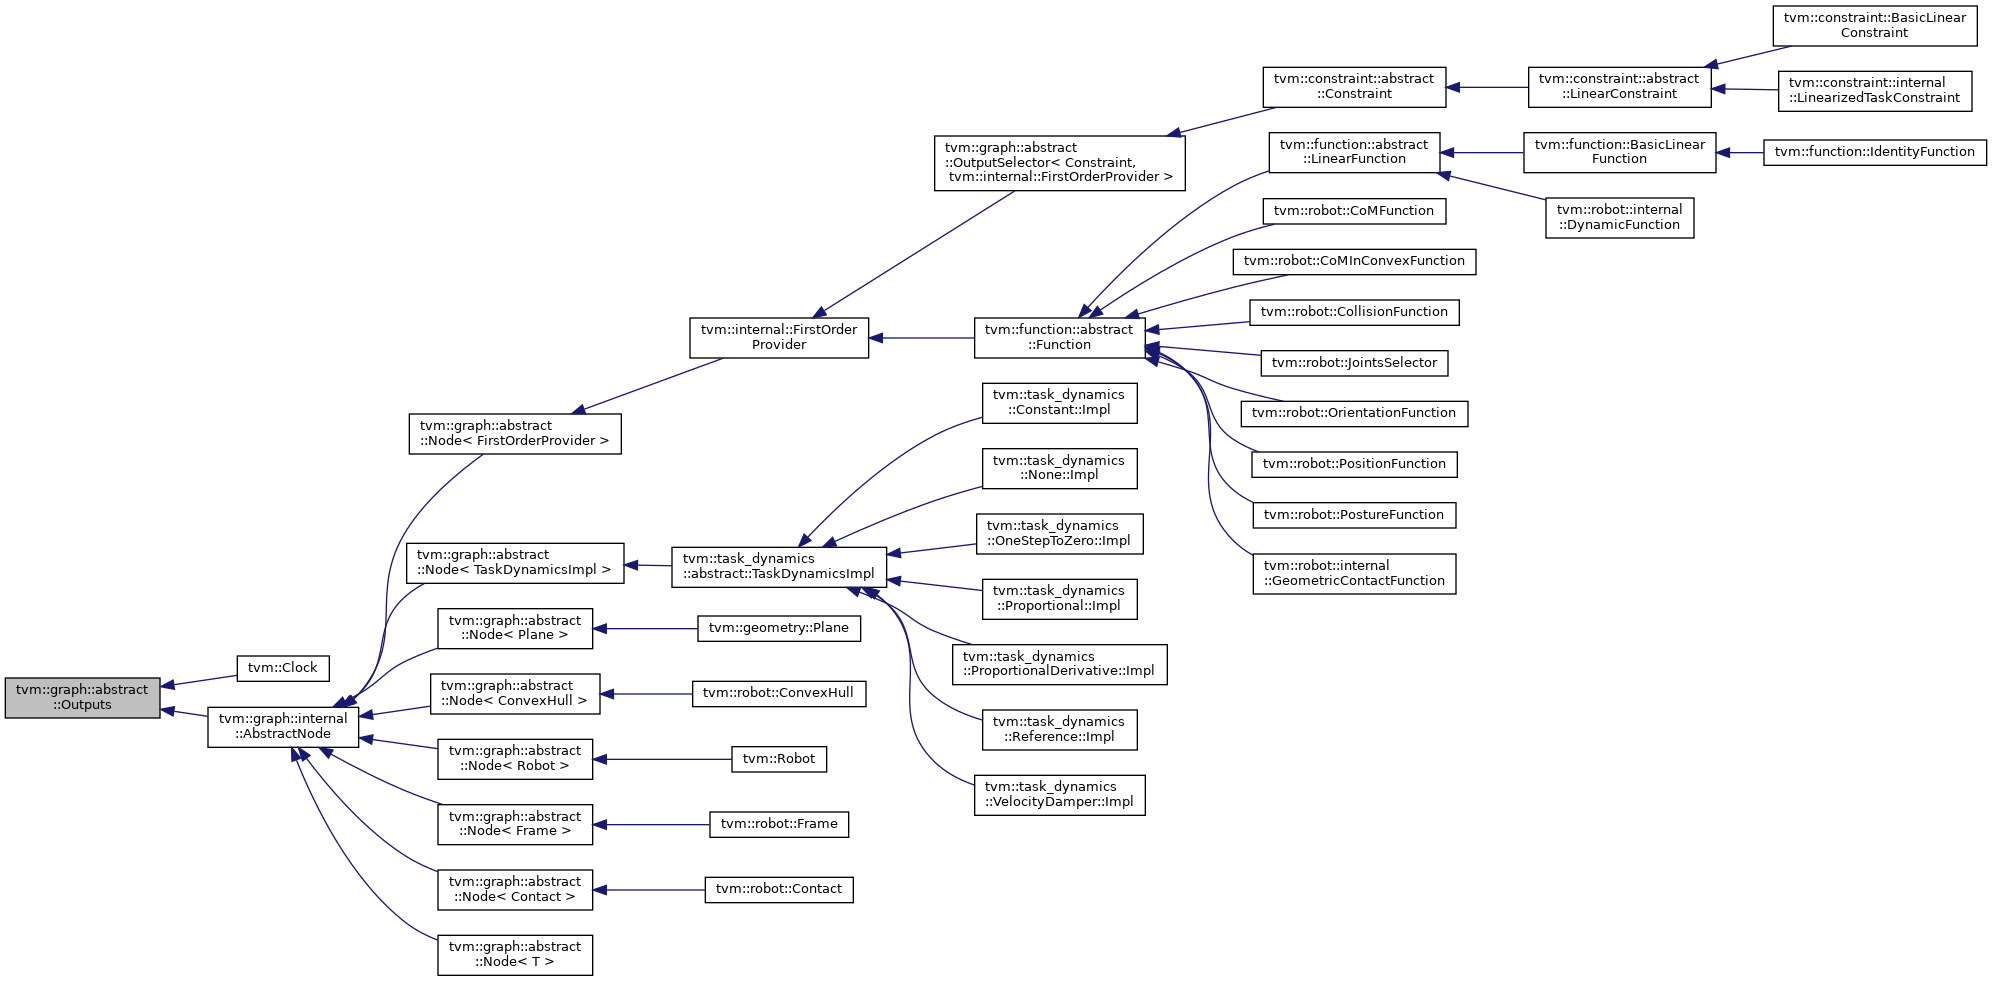 tvm::constraint::BasicLinear
Constraint
tvm::constraint::abstract
::Constraint
tvm::constraint::abstract
::LinearConstraint
tvm::constraint::internal
::LinearizedTaskConstraint
tvm::graph::abstract
::OutputSelector< Constraint,
tvm::internal::FirstOrderProvider >
tvm::function::abstract
::LinearFunction
tvm::function::BasicLinear
Function
tvm::function::IdentityFunction
tvm::robot::CoMFunction
tvm::robot::internal
::DynamicFunction
tvm::robot::CoMInConvexFunction
tvm::robot::CollisionFunction
tvm::internal::FirstOrder
Provider
tvm::function::abstract
::Function
tvm::robot::JointsSelector
tvm::robot::OrientationFunction
tvm::robot::PositionFunction
tvm::robot::PostureFunction
tvm::robot::internal
::GeometricContactFunction
tvm::graph::abstract
::Node< FirstOrderProvider >
tvm::task_dynamics
::Constant::Impl
tvm::task_dynamics
::None::Impl
tvm::task_dynamics
::OneStepToZero::Impl
tvm::graph::abstract
::Node< TaskDynamicsImpl >
tvm::task_dynamics
::abstract::TaskDynamicsImpl
tvm::task_dynamics
::Proportional::Impl
tvm::graph::abstract
::Node< Plane >
tvm::geometry::Plane
tvm::task_dynamics
::ProportionalDerivative::Impl
tvm::Clock
tvm::graph::abstract
::Outputs
tvm::graph::internal
::AbstractNode
tvm::graph::abstract
::Node< ConvexHull >
tvm::robot::ConvexHull
tvm::task_dynamics
::Reference::Impl
tvm::graph::abstract
::Node< Robot >
tvm::Robot
tvm::task_dynamics
::VelocityDamper::Impl
tvm::graph::abstract
::Node< Frame >
tvm::robot::Frame
tvm::graph::abstract
::Node< Contact >
tvm::robot::Contact
tvm::graph::abstract
::Node< T >